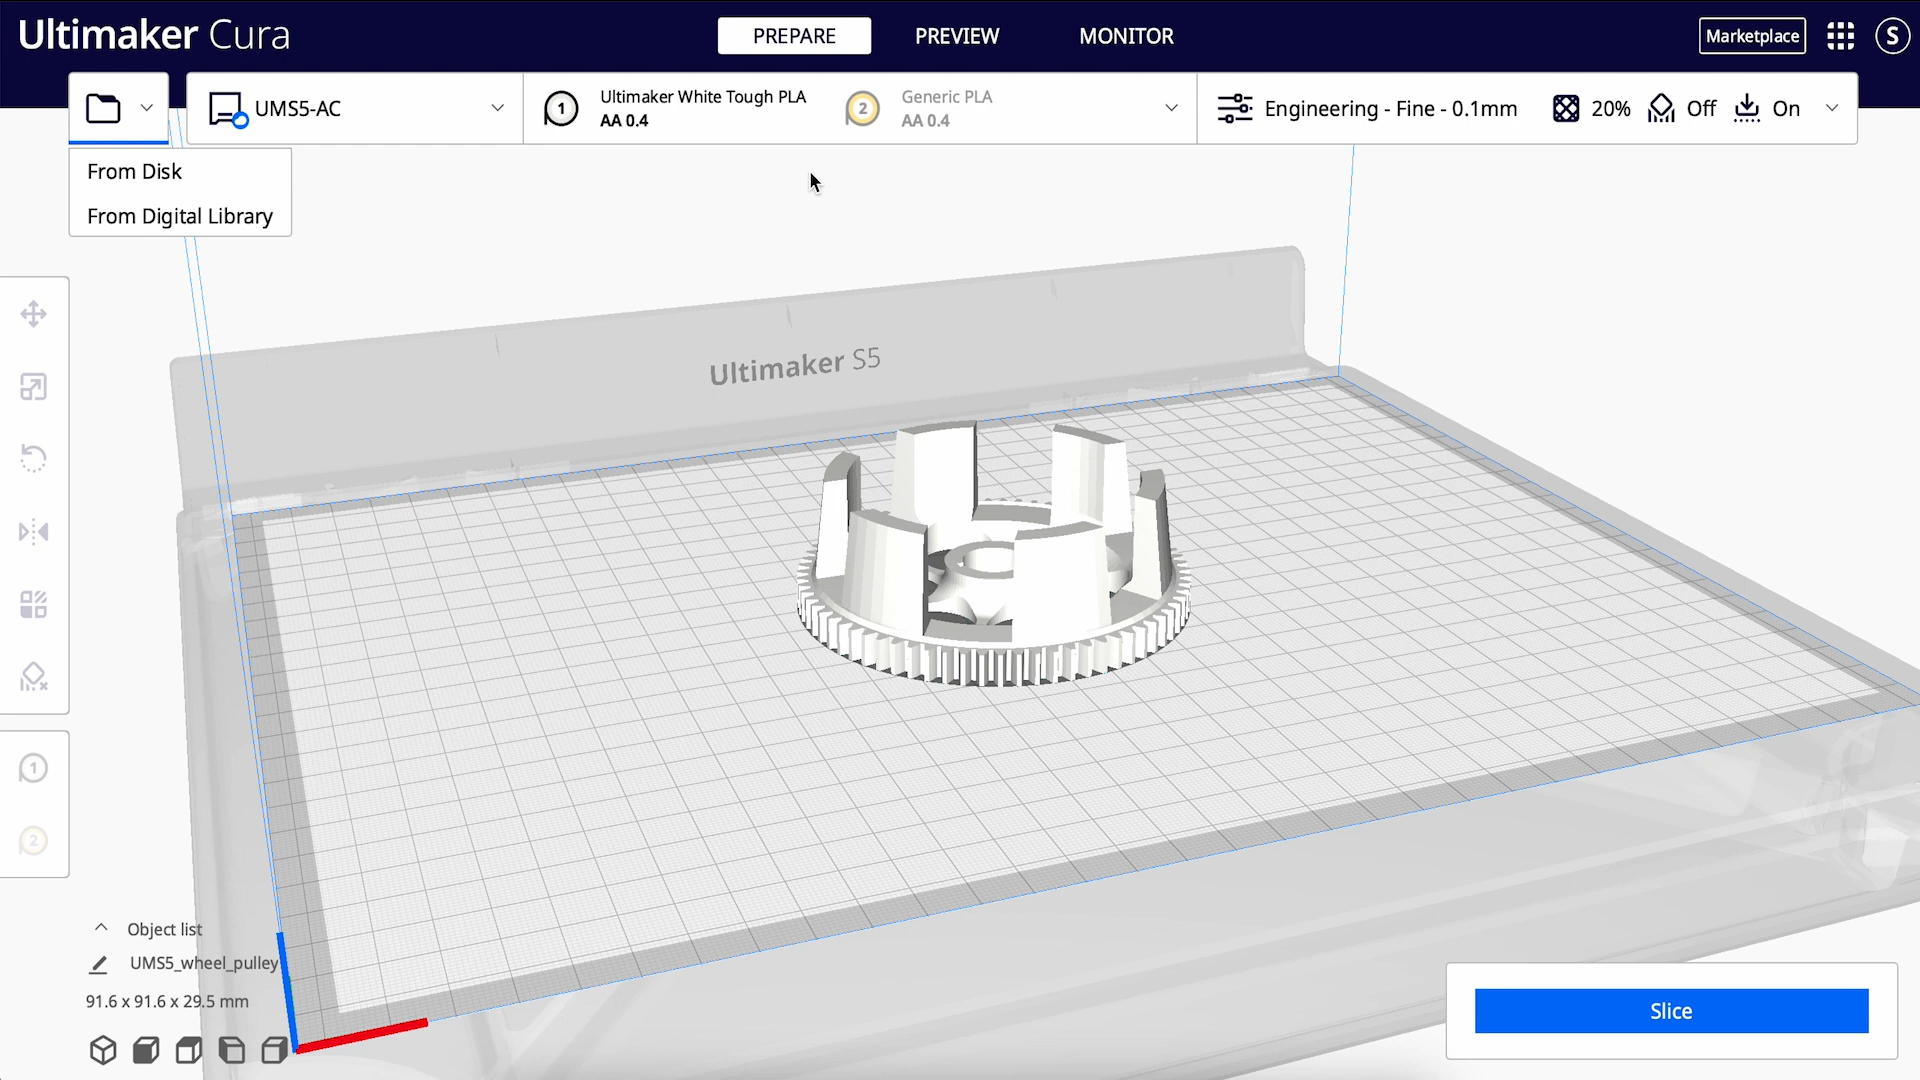 Ultimaker Cura
PREPARE
PREVIEW
MONITOR
Marketplace
S
UMS5-AC
1
Ultimaker White Tough PLA
AA 0.4
2
Generic PLA
AA 0.4
Engineering - Fine - 0.1mm
20%
Off
On
From Disk
From Digital Library
Ultimaker S5
1
2
Object list
UMS5_wheel_pulley
91.6 x 91.6 x 29.5 mm
Slice